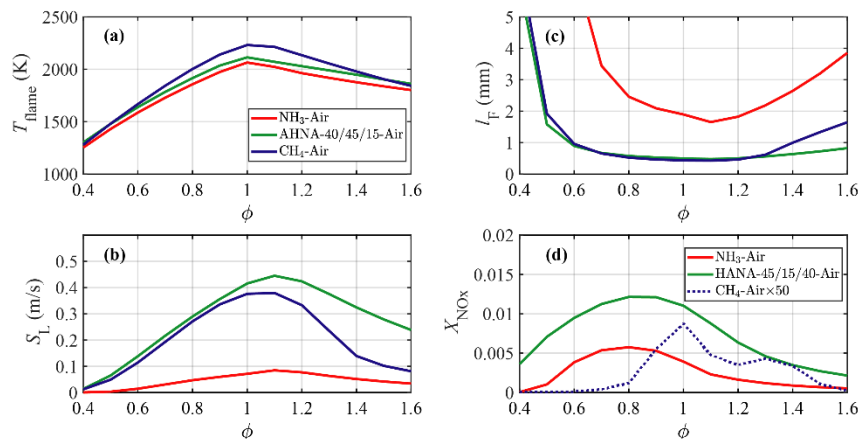 (a)
T_flame (K)
2500
2000
1500
1000
NH₃-Air
AHNA-40/45/15-Air
CH₄-Air
0.4 0.6 0.8 1 1.2 1.4 1.6
ϕ
(c)
l_F (mm)
5
4
3
2
1
0
0.4 0.6 0.8 1 1.2 1.4 1.6
ϕ
(b)
S_L (m/s)
0.5
0.4
0.3
0.2
0.1
0
0.4 0.6 0.8 1 1.2 1.4 1.6
ϕ
(d)
X_NOx
0.02
0.015
0.01
0.005
0
NH₃-Air
HANA-45/15/40-Air
CH₄-Air×50
0.4 0.6 0.8 1 1.2 1.4 1.6
ϕ